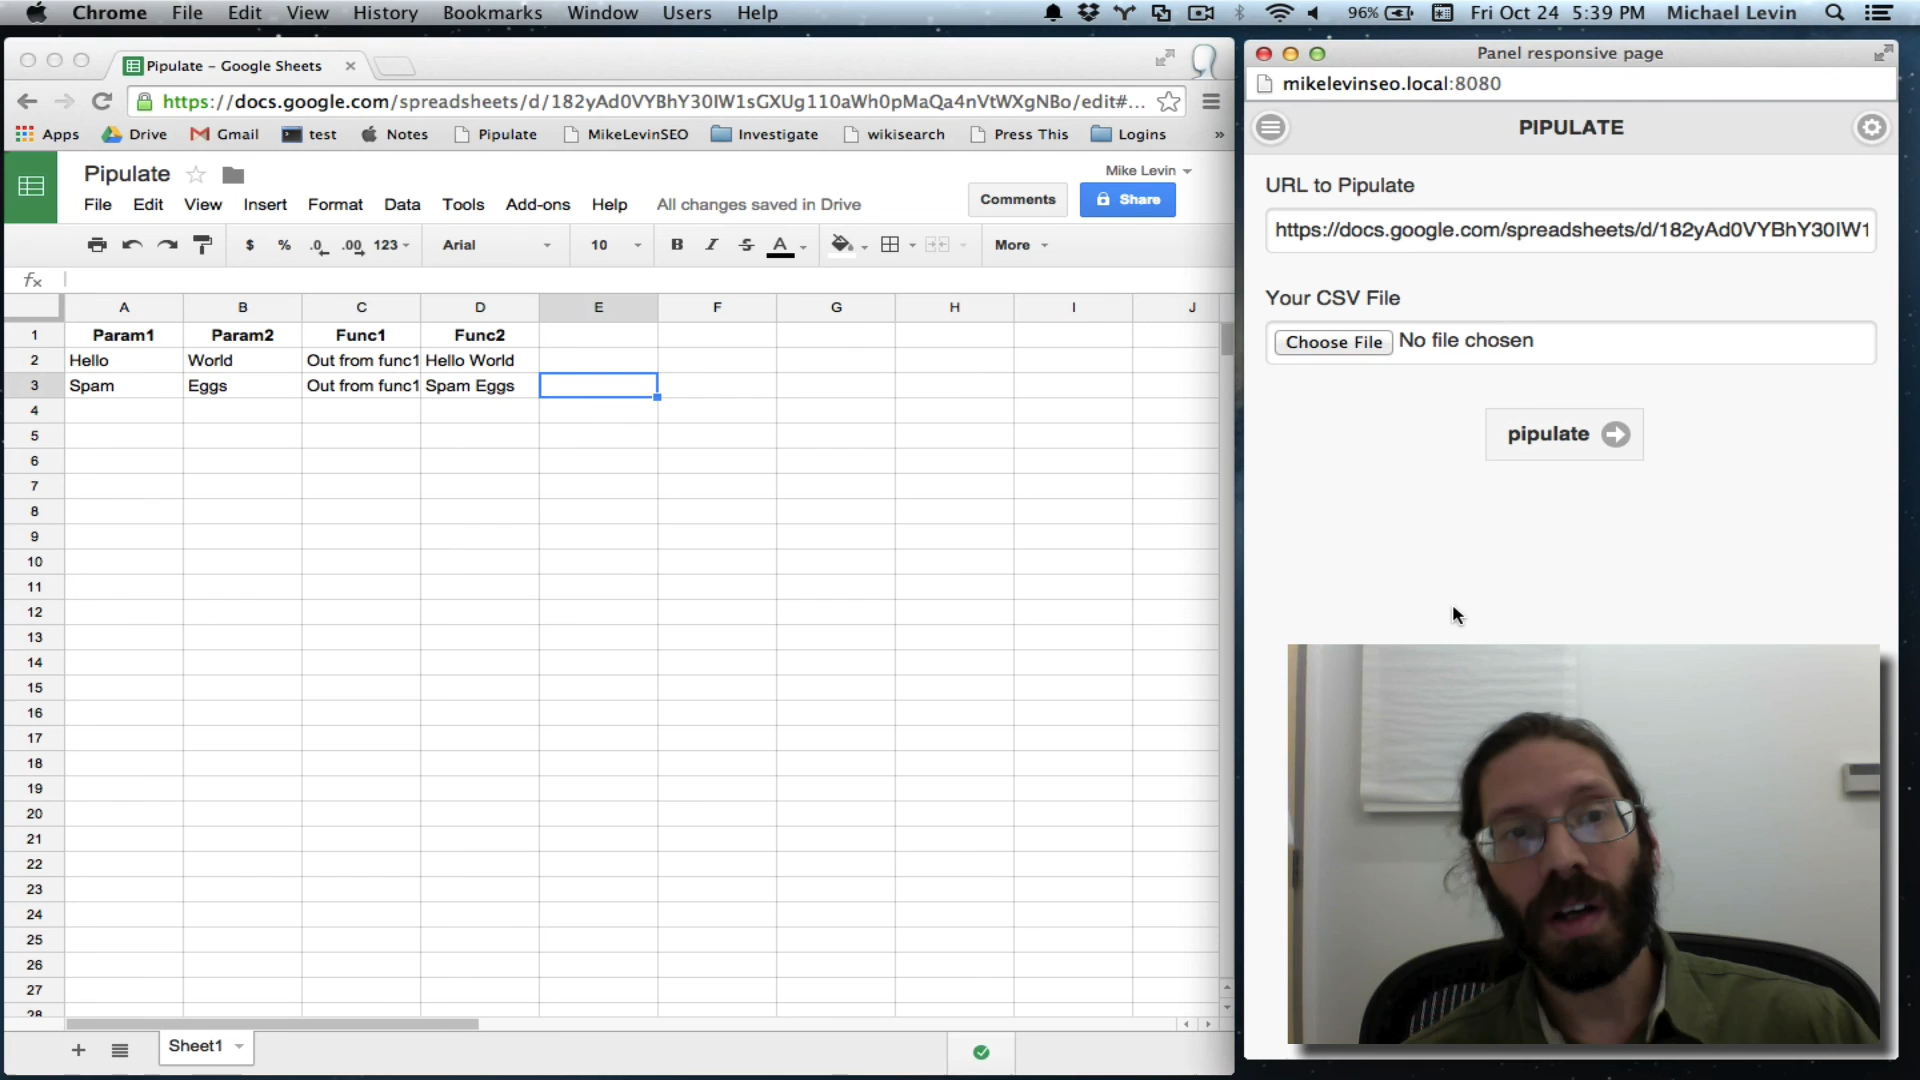 Chrome File Edit View History Bookmarks Window Users Help 96% Fri Oct 24 5:39 PM Michael Levin
Pipulate – Google Sheets ×
https://docs.google.com/spreadsheets/d/182yAd0VYBhY30IW1sGXUg110aWh0pMaQa4nVtWXgNBo/edit#...
Apps Drive Gmail test Notes Pipulate MikeLevinSEO Investigate wikisearch Press This Logins »
Pipulate
Mike Levin
File Edit View Insert Format Data Tools Add-ons Help All changes saved in Drive
Comments Share
$ % .0 .00 123 Arial 10 B I S A More
fx
A B C D E F G H I J
1 Param1 Param2 Func1 Func2
2 Hello World Out from func1 Hello World
3 Spam Eggs Out from func1 Spam Eggs
4
5
6
7
8
9
10
11
12
13
14
15
16
17
18
19
20
21
22
23
24
25
26
27
28
+ Sheet1
Panel responsive page
mikelevinseo.local:8080
PIPULATE
URL to Pipulate
https://docs.google.com/spreadsheets/d/182yAd0VYBhY30IW1
Your CSV File
Choose File No file chosen
pipulate